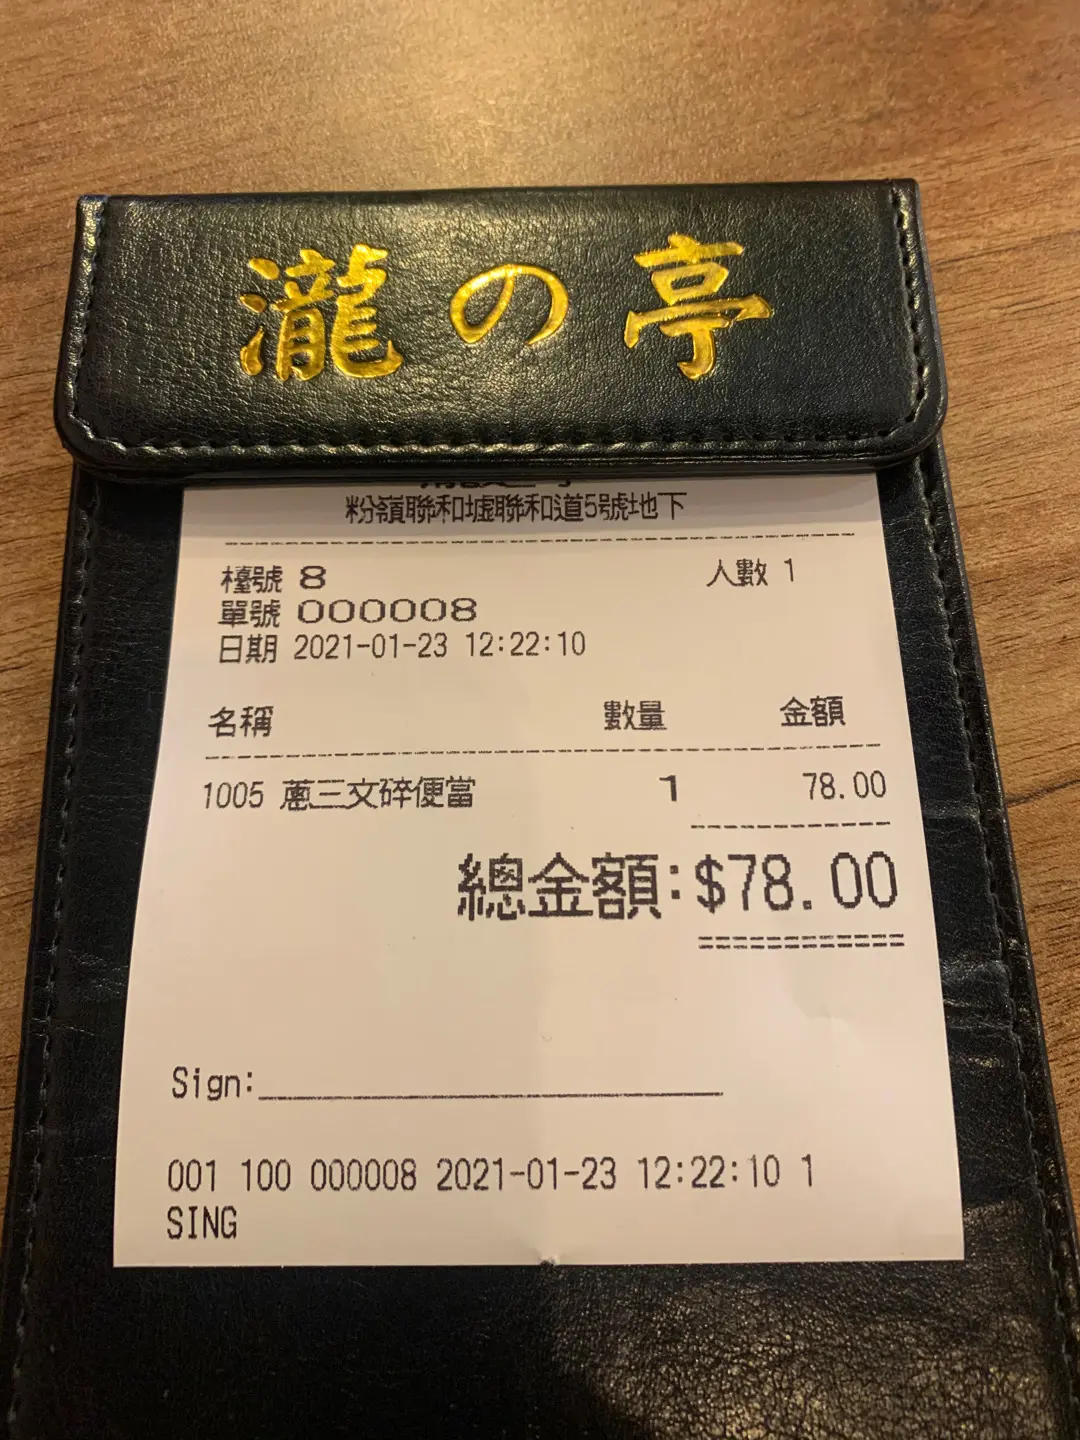 瀧の亭
粉嶺聯和墟聯和道5號地下
檯號 8 人數 1
單號 000008
日期 2021-01-23 12:22:10
名稱 數量 金額
1005 蔥三文碎便當 1 78.00
總金額:$78.00
Sign:
001 100 000008 2021-01-23 12:22:10 1
SING